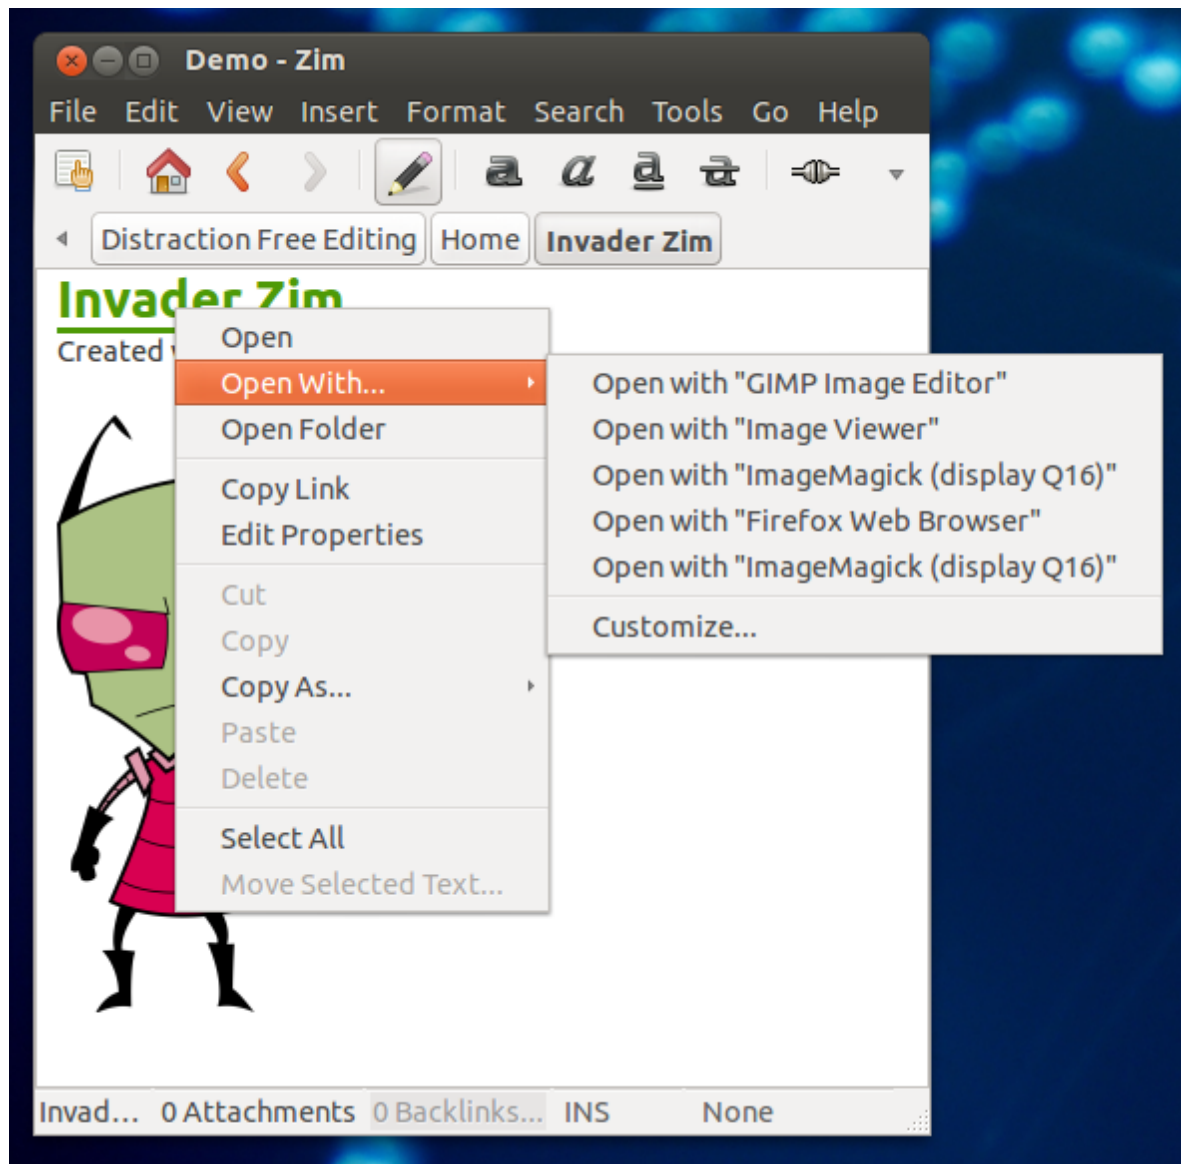 Demo - Zim
File Edit View Insert Format Search Tools Go Help
a a a a
Distraction Free Editing Home Invader Zim
Invader Zim
Created
Open
Open With...
Open Folder
Copy Link
Edit Properties
Cut
Copy
Copy As...
Paste
Delete
Select All
Move Selected Text...
Open with "GIMP Image Editor"
Open with "Image Viewer"
Open with "ImageMagick (display Q16)"
Open with "Firefox Web Browser"
Open with "ImageMagick (display Q16)"
Customize...
Invad... 0 Attachments 0 Backlinks... INS None